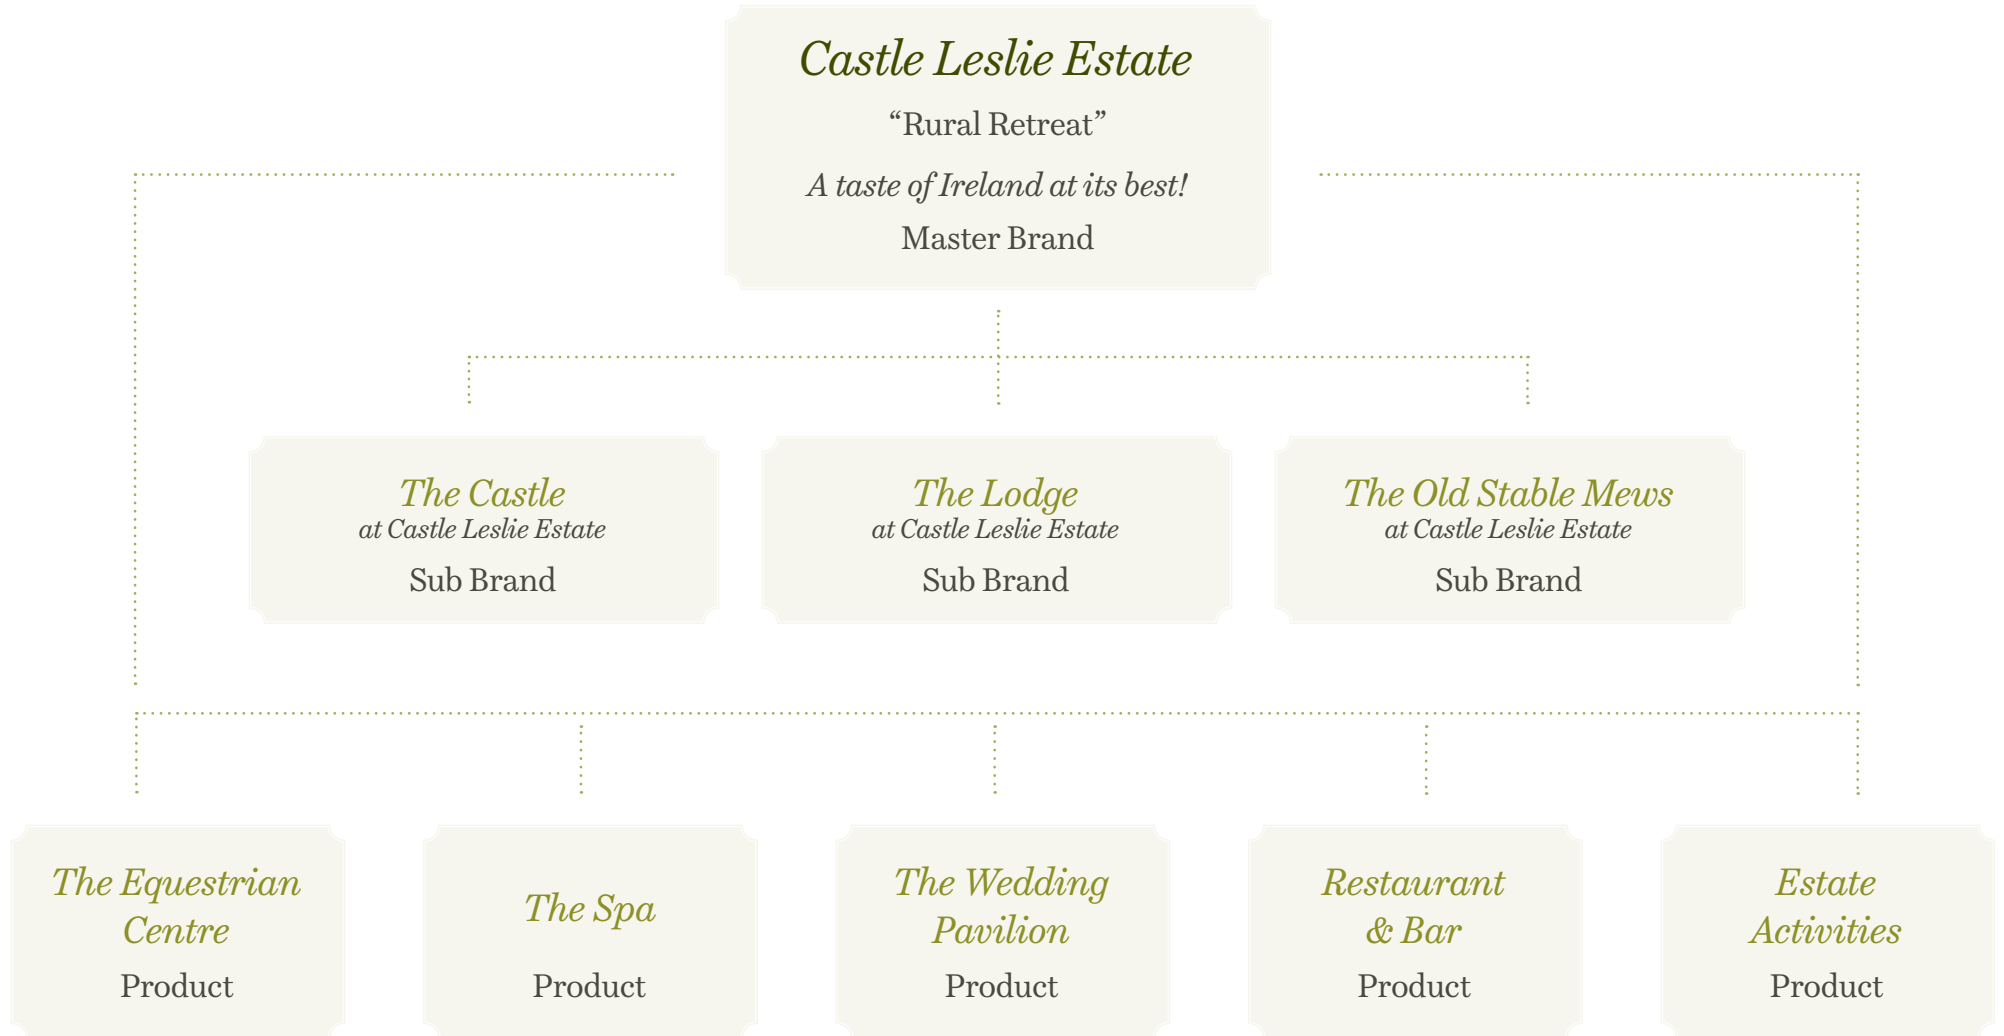 Castle Leslie Estate
“Rural Retreat”
A taste of Ireland at its best!
Master Brand
The Castle
at Castle Leslie Estate
Sub Brand
The Lodge
at Castle Leslie Estate
Sub Brand
The Old Stable Mews
at Castle Leslie Estate
Sub Brand
The Equestrian
Centre
Product
The Spa
Product
The Wedding
Pavilion
Product
Restaurant
& Bar
Product
Estate
Activities
Product